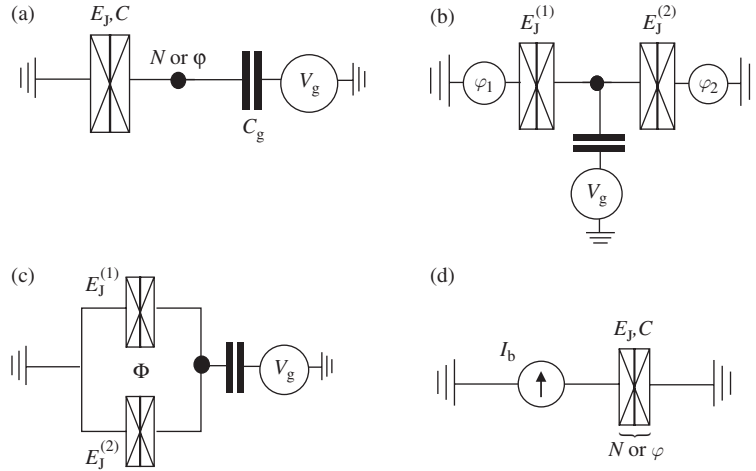 (a)
E_J, C
N or φ
V_g
C_g
(b)
E_J^(1)
E_J^(2)
φ_1
φ_2
V_g
(c)
E_J^(1)
Φ
V_g
E_J^(2)
(d)
E_J, C
I_b
N or φ